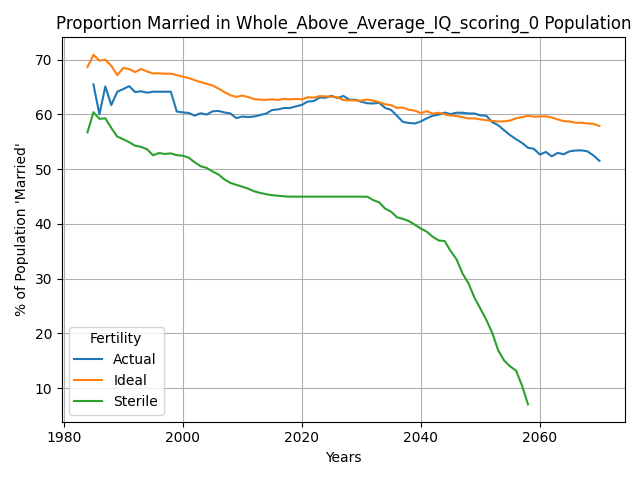 Proportion Married in Whole_Above_Average_IQ_scoring_0 Population
% of Population 'Married'
70
60
50
40
30
20
10
Fertility
Actual
Ideal
Sterile
1980 2000 2020 2040 2060
Years